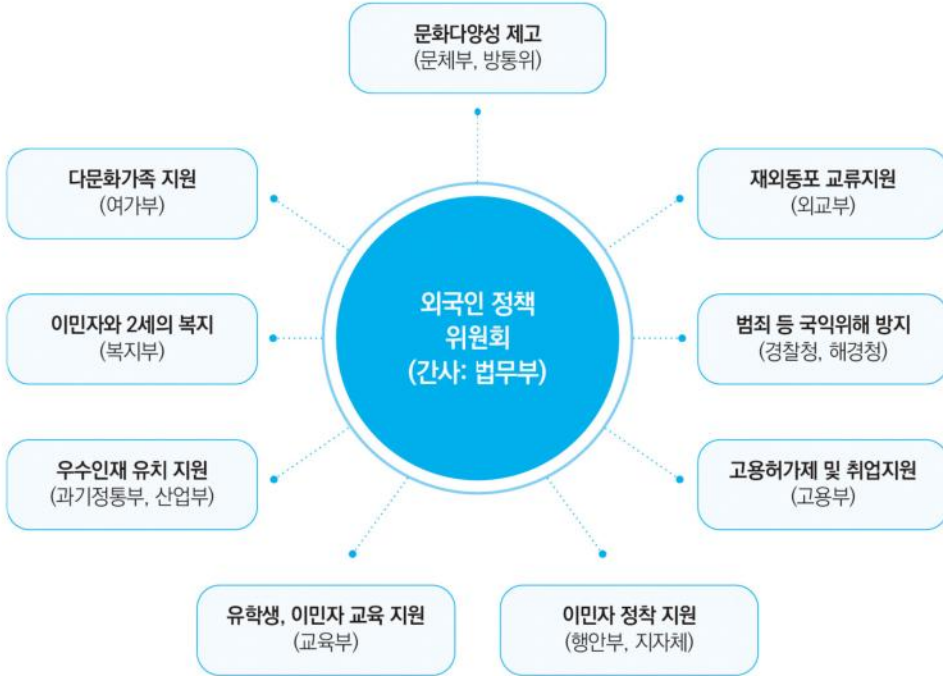 문화다양성 제고
(문체부, 방통위)
다문화가족 지원
(여가부)
재외동포 교류지원
(외교부)
외국인 정책
위원회
(간사: 법무부)
이민자와 2세의 복지
(복지부)
범죄 등 국익위해 방지
(경찰청, 해경청)
우수인재 유치 지원
(과기정통부, 산업부)
고용허가제 및 취업지원
(고용부)
유학생, 이민자 교육 지원
(교육부)
이민자 정착 지원
(행안부, 지자체)